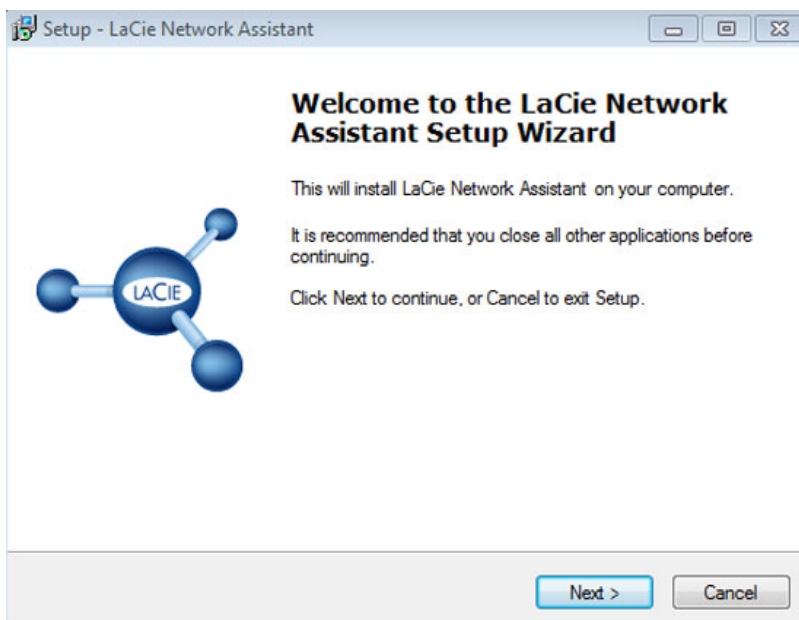 Setup - LaCie Network Assistant
Welcome to the LaCie Network
Assistant Setup Wizard
This will install LaCie Network Assistant on your computer.
It is recommended that you close all other applications before
continuing.
Click Next to continue, or Cancel to exit Setup.
LACIE
Next >
Cancel